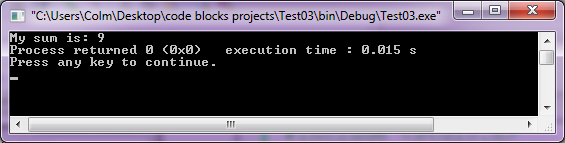 "C:\Users\Colm\Desktop\code blocks projects\Test03\bin\Debug\Test03.exe"
My sum is: 9
Process returned 0 (0x0)   execution time : 0.015 s
Press any key to continue.